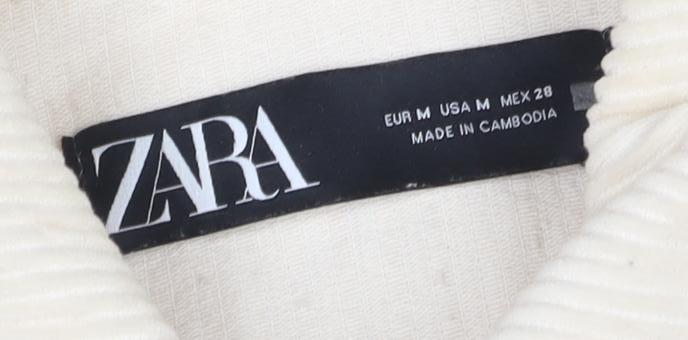 ZARA
EUR M USA M MEX 28
MADE IN CAMBODIA